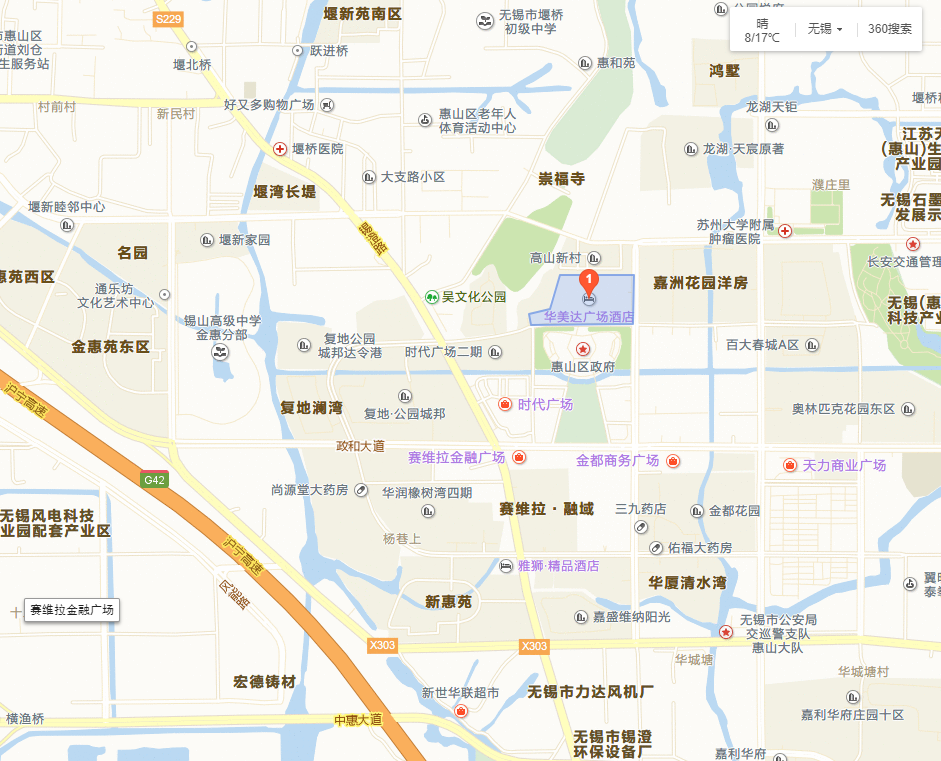 S229
堰新苑南区
无锡市堰桥
初级中学
晴
8/17℃
无锡
360搜索
市惠山区
街道刘仓
生服务站
堰北桥
跃进桥
惠和苑
鸿墅
村前村
新民村
好又多购物广场
惠山区老年人
体育活动中心
龙湖天钜
堰桥医院
大支路小区
龙湖·天宸原著
江苏无
(惠山)生
产业园
堰湾长堤
崇福寺
濮庄里
无锡石墨
发展示
堰新睦邻中心
堰新家园
锡澄路
苏州大学附属
肿瘤医院
名园
高山新村
长安交通管理
惠苑西区
通乐坊
文化艺术中心
吴文化公园
1
华美达广场酒店
嘉洲花园洋房
无锡(惠
科技产业
锡山高级中学
金惠分部
金惠苑东区
复地公园
城邦达令港
时代广场二期
惠山区政府
百大春城A区
沪宁高速
复地澜湾
复地·公园城邦
时代广场
奥林匹克花园东区
政和大道
赛维拉金融广场
金都商务广场
天力商业广场
G42
尚源堂大药房
华润橡树湾四期
赛维拉·融域
三九药店
金都花园
无锡风电科技
业园配套产业区
杨巷上
佑福大药房
沪宁高速
雅狮·精品酒店
华厦清水湾
新惠苑
赛维拉金融广场
嘉盛维纳阳光
无锡市公安局
交巡警支队
惠山大队
X303
X303
华城塘
华城塘村
宏德铸材
新世华联超市
无锡市力达风机厂
横渔桥
中惠大道
嘉利华府庄园十区
无锡市锡澄
环保设备厂
嘉利华府